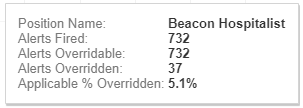 Position Name: Beacon Hospitalist
Alerts Fired: 732
Alerts Overridable: 732
Alerts Overridden: 37
Applicable % Overridden: 5.1%